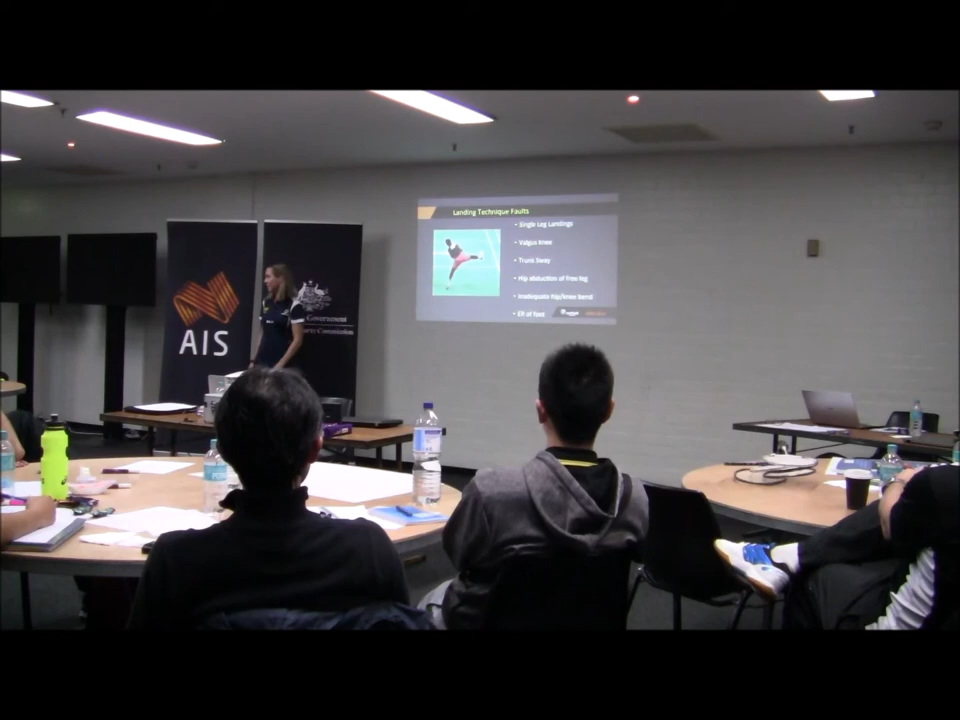 Landing Technique Faults
• Single Leg Landings
• Valgus knee
• Trunk Sway
• Hip abduction of free leg
• Inadequate hip/knee bend
• ER of foot
AIS
Government
Commission